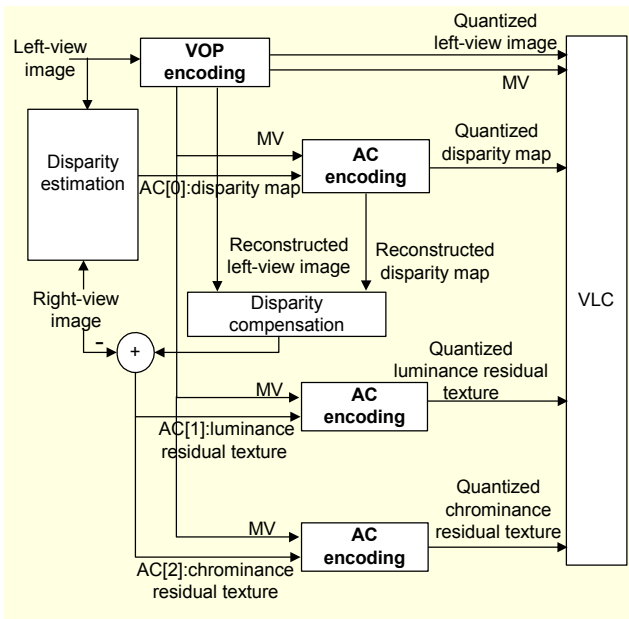 Quantized
left-view image
Left-view
image
VOP
encoding
MV
MV
Quantized
disparity map
Disparity
estimation
AC
encoding
AC[0]:disparity map
Reconstructed
left-view image
Reconstructed
disparity map
Right-view
image
Disparity
compensation
VLC
-
+
Quantized
luminance residual
texture
MV
AC
encoding
AC[1]:luminance
residual texture
Quantized
chrominance
residual texture
MV
AC
encoding
AC[2]:chrominance
residual texture